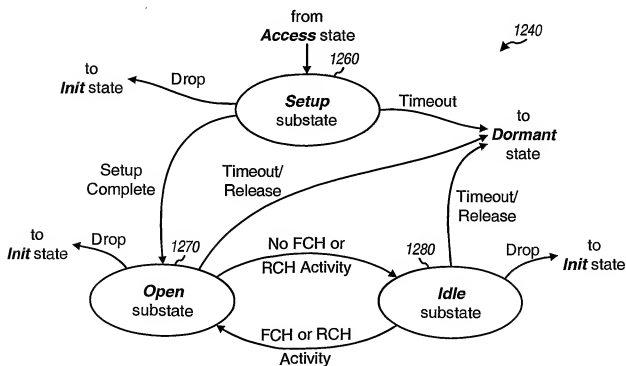 from
Access state
1240
1260
to
Init state
Drop
Setup
substate
Timeout
to
Dormant
state
Setup
Complete
Timeout/
Release
Timeout/
Release
to
Init state
Drop
1270
No FCH or
RCH Activity
1280
Drop
to
Init state
Open
substate
Idle
substate
FCH or RCH
Activity